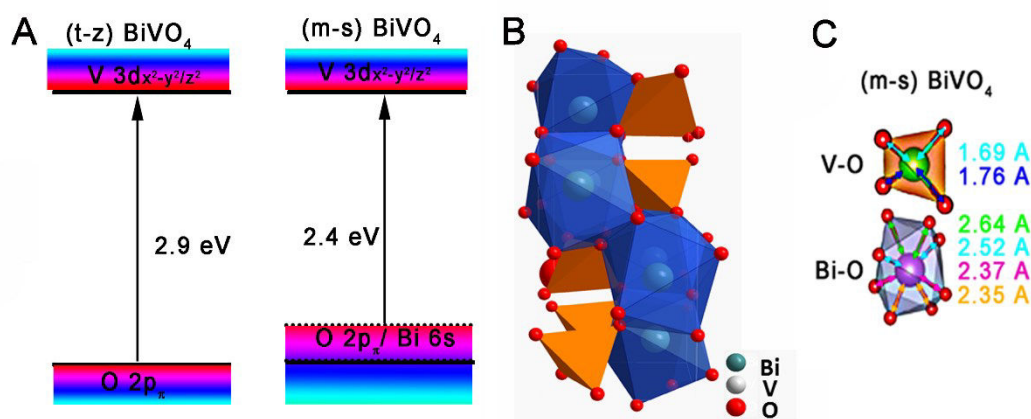 A
(t-z) BiVO₄
V 3dx²-y²/z²
2.9 eV
O 2pπ
(m-s) BiVO₄
V 3dx²-y²/z²
2.4 eV
O 2pπ/ Bi 6s
B
Bi
V
O
C
(m-s) BiVO₄
V-O
1.69 A
1.76 A
Bi-O
2.64 A
2.52 A
2.37 A
2.35 A